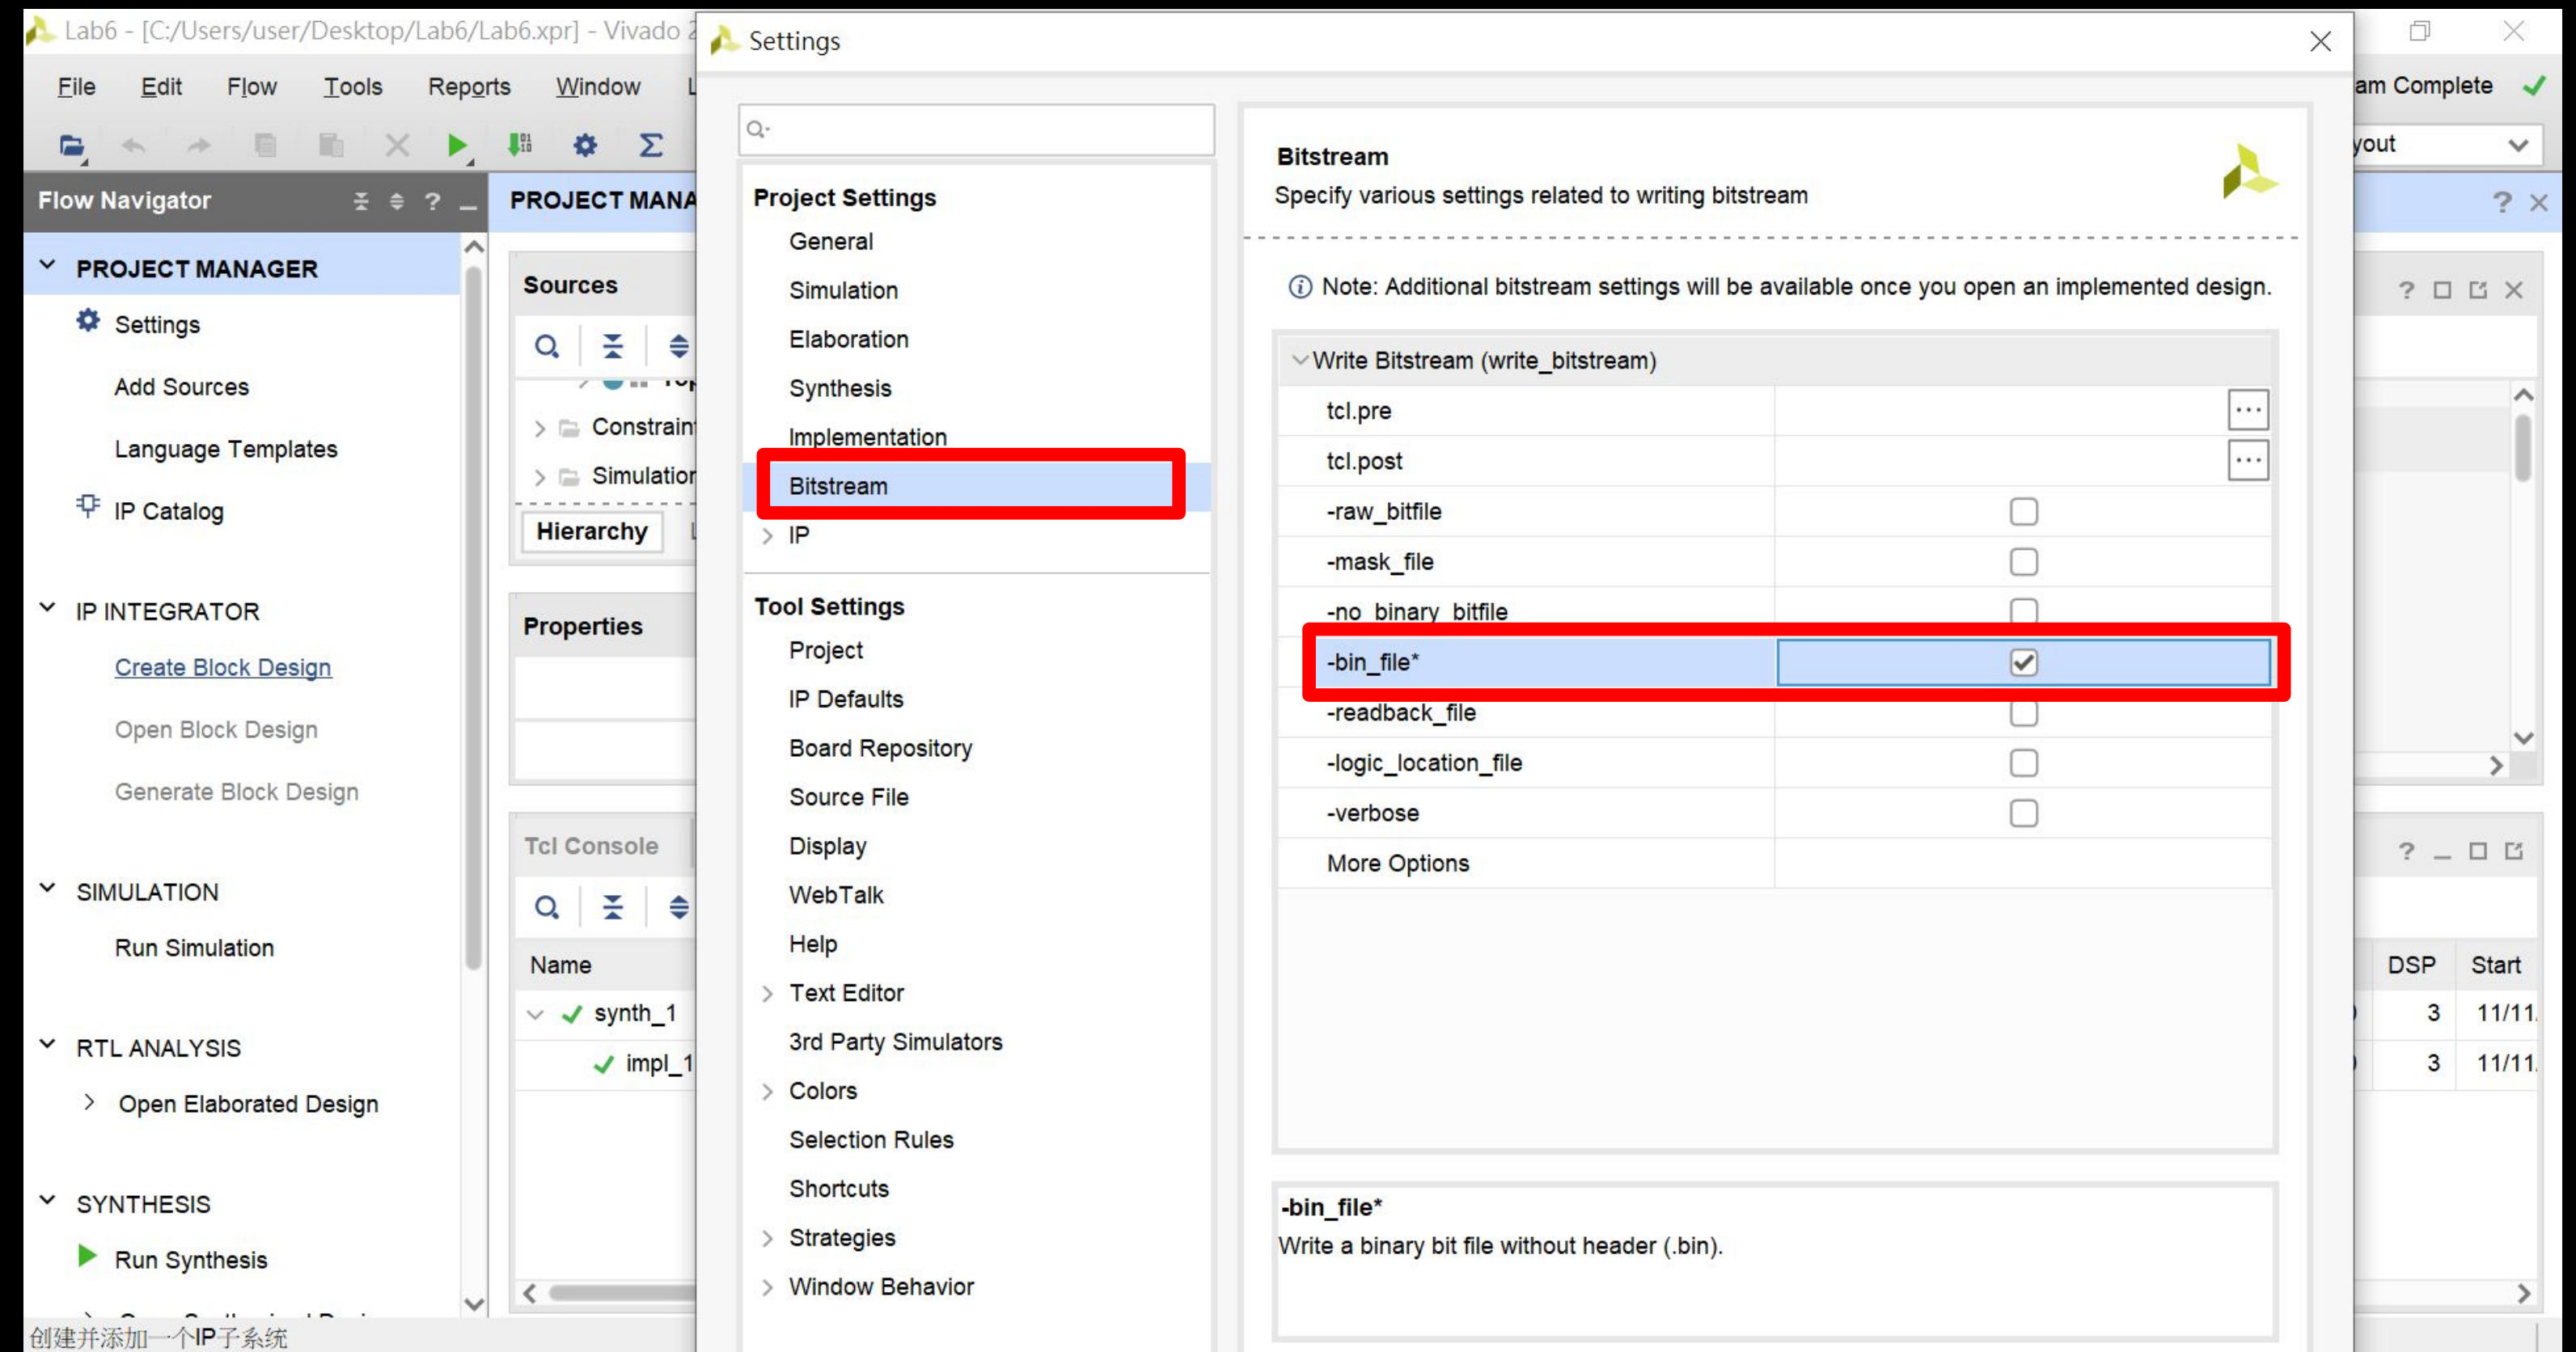 Lab6 - [C:/Users/user/Desktop/Lab6/Lab6.xpr] - Vivado
File Edit Flow Tools Reports Window
am Complete
yout
Flow Navigator
?
PROJECT MANAGER
Settings
Add Sources
Language Templates
IP Catalog
IP INTEGRATOR
Create Block Design
Open Block Design
Generate Block Design
SIMULATION
Run Simulation
RTL ANALYSIS
Open Elaborated Design
SYNTHESIS
Run Synthesis
创建并添加一个IP子系统
PROJECT MANA
Sources
Constrain
Simulation
Hierarchy
Properties
Tcl Console
Name
synth_1
impl_1
Settings
Project Settings
General
Simulation
Elaboration
Synthesis
Implementation
Bitstream
IP
Tool Settings
Project
IP Defaults
Board Repository
Source File
Display
WebTalk
Help
Text Editor
3rd Party Simulators
Colors
Selection Rules
Shortcuts
Strategies
Window Behavior
Bitstream
Specify various settings related to writing bitstream
Note: Additional bitstream settings will be available once you open an implemented design.
Write Bitstream (write_bitstream)
tcl.pre ...
tcl.post ...
-raw_bitfile
-mask_file
-no_binary_bitfile
-bin_file*
-readback_file
-logic_location_file
-verbose
More Options
-bin_file*
Write a binary bit file without header (.bin).
DSP Start
3 11/11
3 11/11